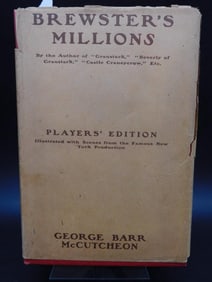 BREWSTER'S
MILLIONS
By the Author of "Graustark," "Beverly of
Graustark," "Castle Craneycrow," Etc.
PLAYERS' EDITION
Illustrated with Scenes from the Famous New
York Production
GEORGE BARR
McCUTCHEON